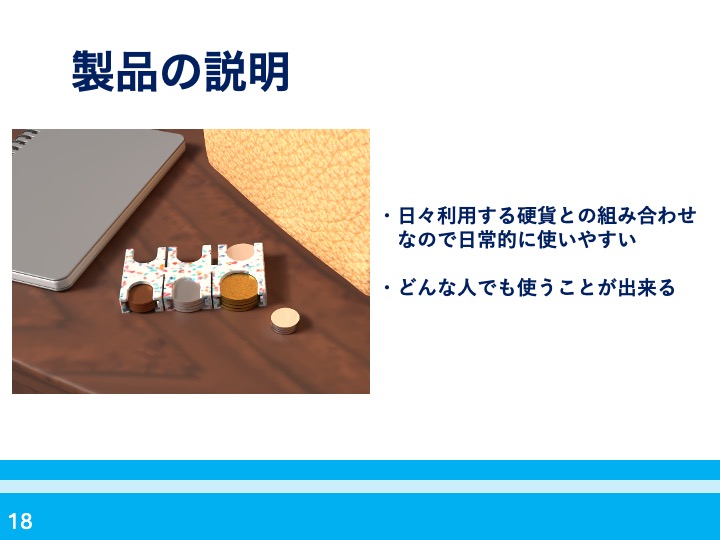 製品の説明
・日々利用する硬貨との組み合わせ
なので日常的に使いやすい
・どんな人でも使うことが出来る
18